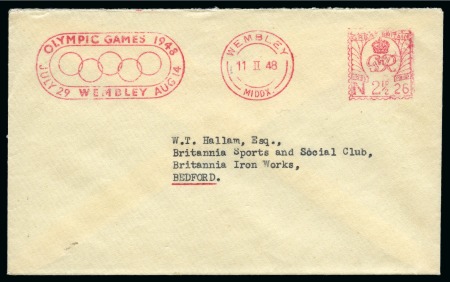 OLYMPIC GAMES 1948
JULY 29 WEMBLEY AUG 14
WEMBLEY
11 II 48
MIDDX.
N 2½ 26
W.T. Hallam, Esq.,
Britannia Sports and Social Club,
Britannia Iron Works,
BEDFORD.